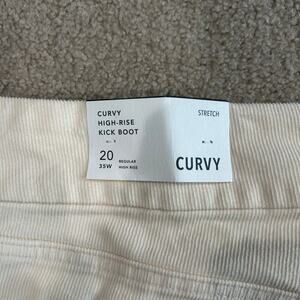 CURVY
HIGH-RISE
KICK BOOT
20
35W
REGULAR
HIGH RISE
STRETCH
CURVY